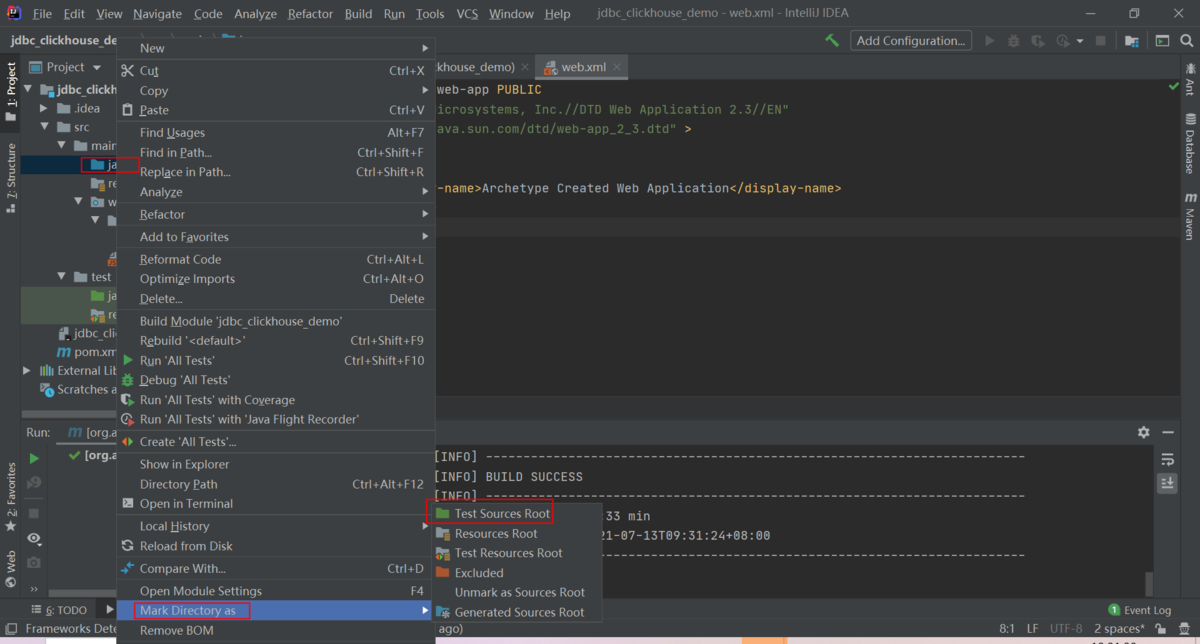 File Edit View Navigate Code Analyze Refactor Build Run Tools VCS Window Help jdbc_clickhouse_demo - web.xml - IntelliJ IDEA
jdbc_clickhouse_de
Add Configuration...
1: Project
7: Structure
2: Favorites
Web
Project
jdbc_clickh
.idea
src
main
ja
re
w
test
ja
re
jdbc_cli
pom.xm
External Lib
Scratches a
New
Cut Ctrl+X
Copy
Paste Ctrl+V
Find Usages Alt+F7
Find in Path... Ctrl+Shift+F
Replace in Path... Ctrl+Shift+R
Analyze
Refactor
Add to Favorites
Reformat Code Ctrl+Alt+L
Optimize Imports Ctrl+Alt+O
Delete... Delete
Build Module 'jdbc_clickhouse_demo'
Rebuild '<default>' Ctrl+Shift+F9
Run 'All Tests' Ctrl+Shift+F10
Debug 'All Tests'
Run 'All Tests' with Coverage
Run 'All Tests' with 'Java Flight Recorder'
Create 'All Tests'...
Show in Explorer
Directory Path Ctrl+Alt+F12
Open in Terminal
Local History
Reload from Disk
Compare With... Ctrl+D
Open Module Settings F4
Mark Directory as
Remove BOM
Test Sources Root
Resources Root
Test Resources Root
Excluded
Unmark as Sources Root
Generated Sources Root
khouse_demo) web.xml
web-app PUBLIC
icrosystems, Inc.//DTD Web Application 2.3//EN"
ava.sun.com/dtd/web-app_2_3.dtd" >
-name>Archetype Created Web Application</display-name>
Ant
Database
Maven
Run: [org.a
[org.a
[INFO] ------------------------------------------------------------------------
[INFO] BUILD SUCCESS
[INFO] ------------------------------------------------------------------------
:33 min
21-07-13T09:31:24+08:00
------------------------------------------------------------------------
6: TODO
1 Event Log
Frameworks Dete
ago)
8:1 LF UTF-8 2 spaces*